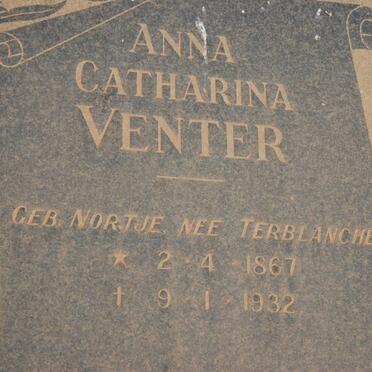 ANNA
CATHARINA
VENTER
GEB. NORTJE, NEE TERBLANCHE
★ 2 - 4 - 1867
† 9 - 1 - 1932